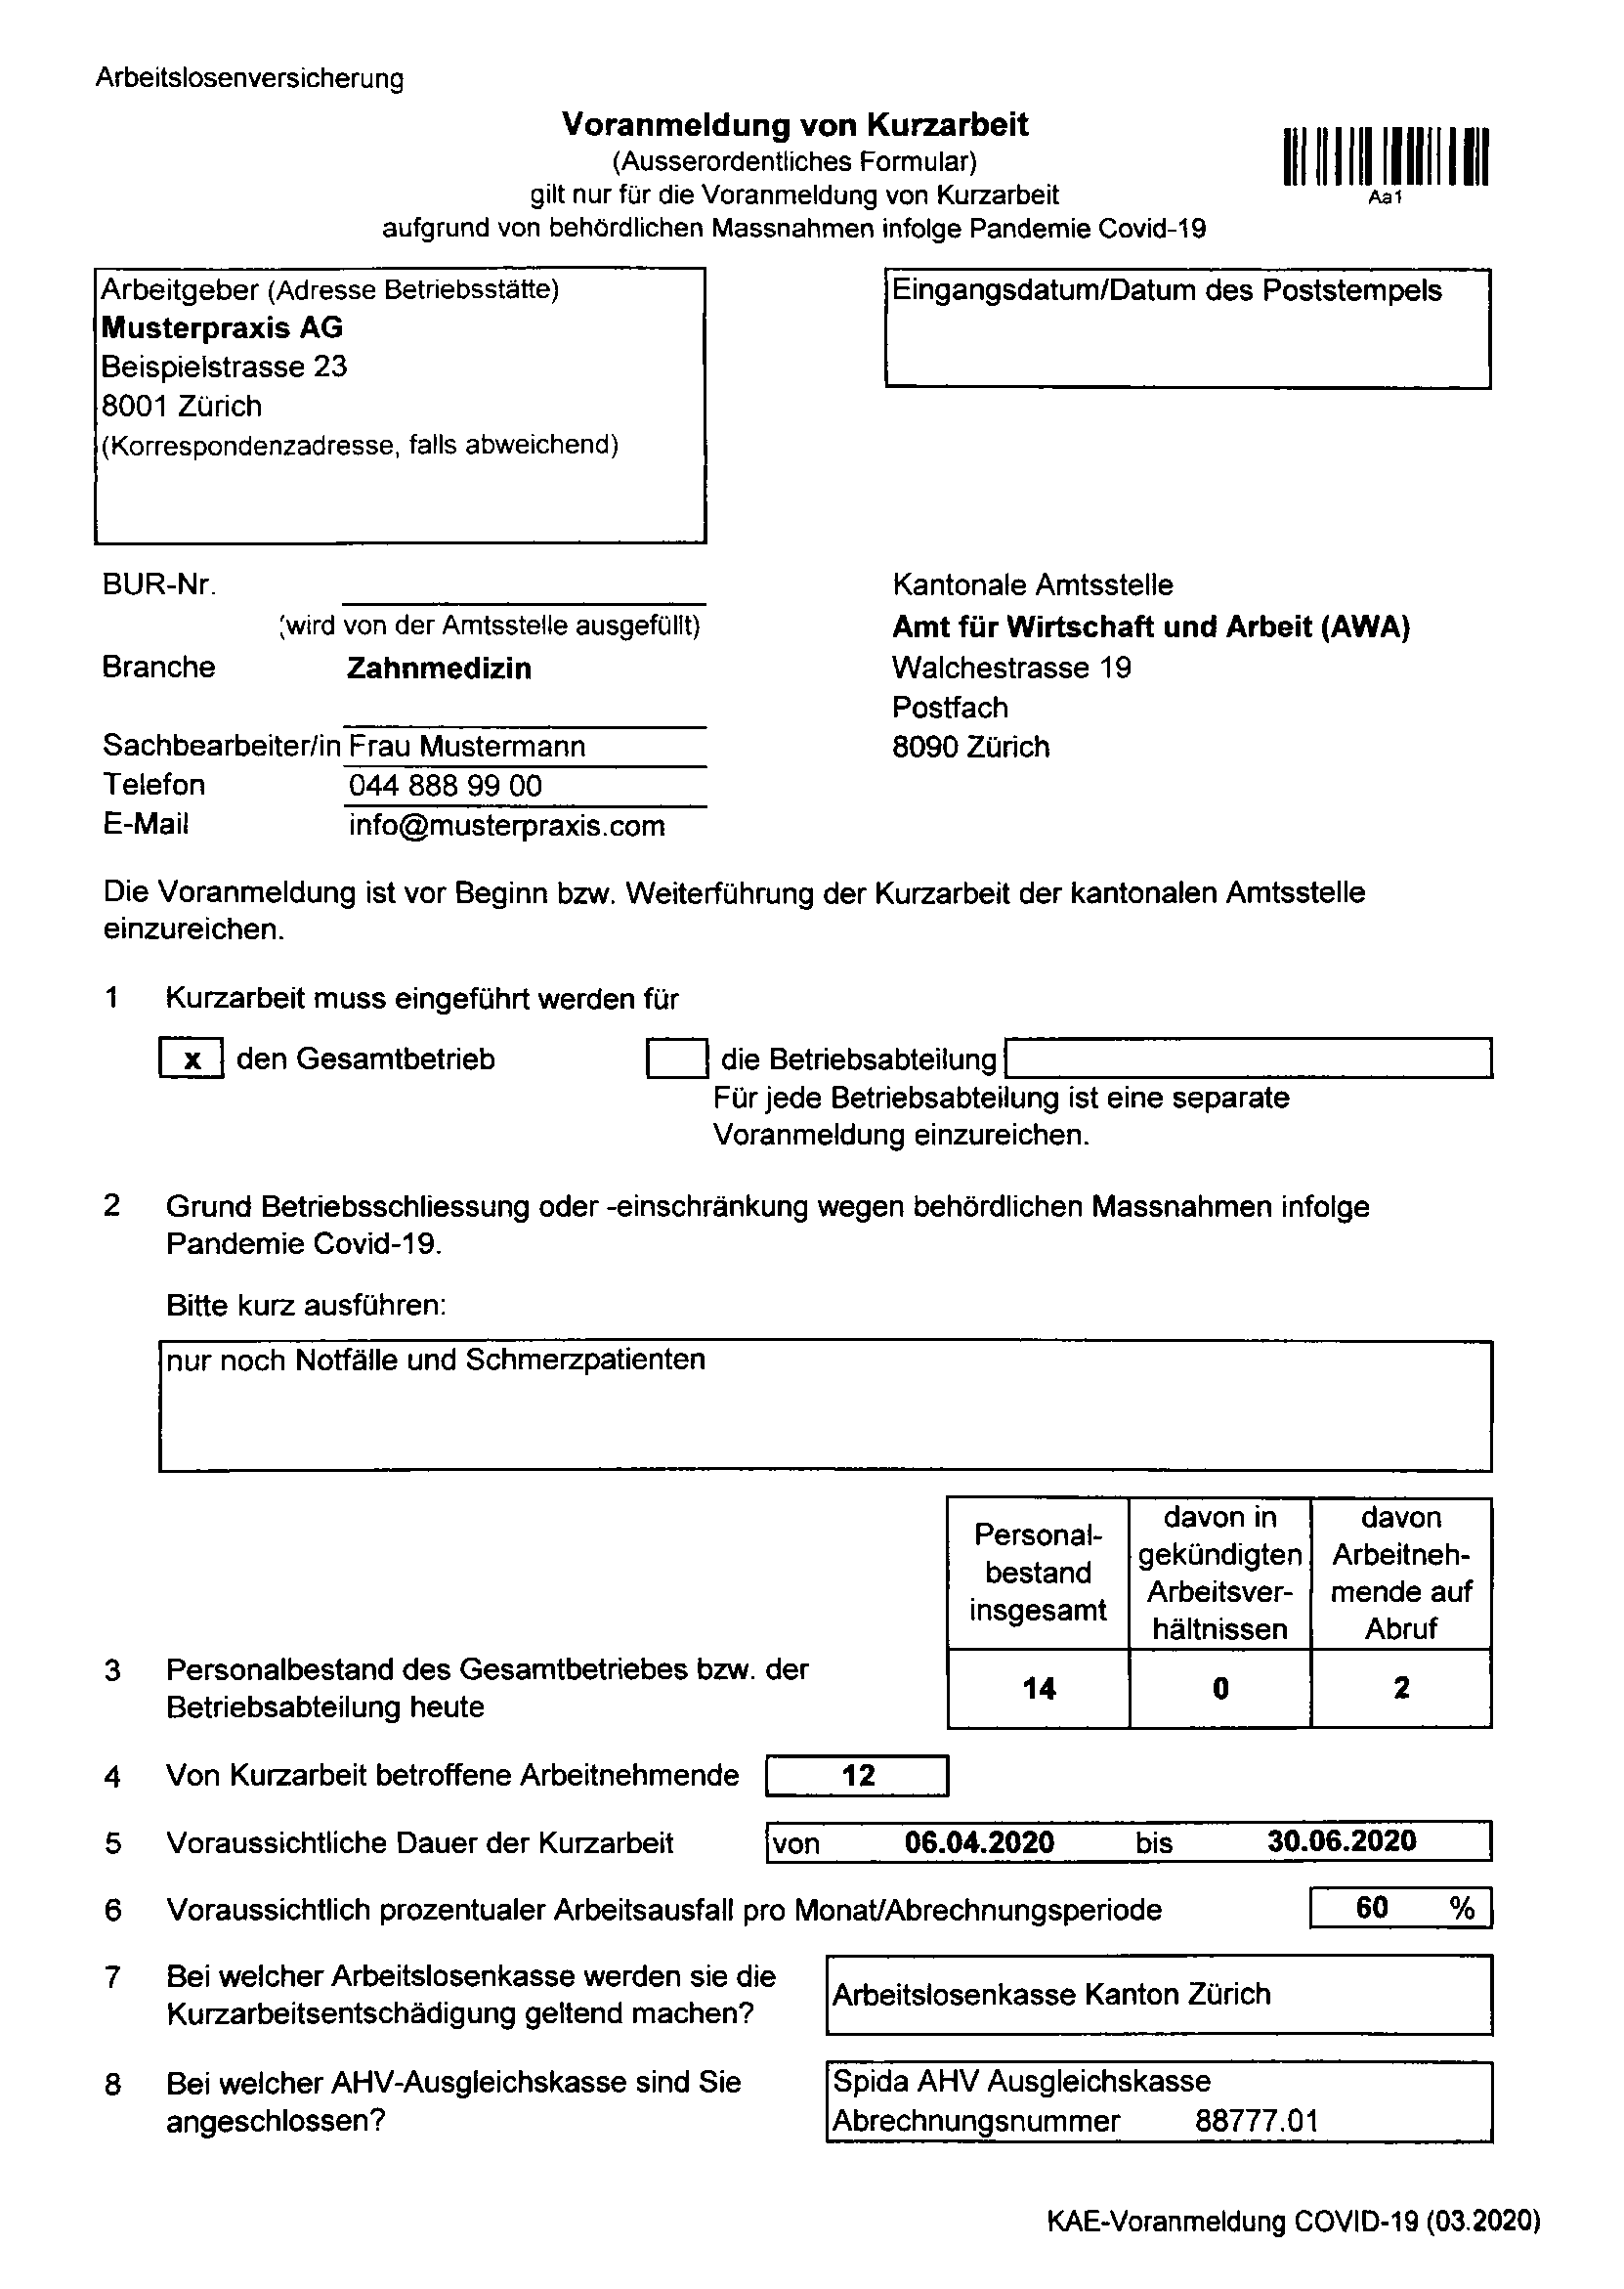 Arbeitslosenversicherung
Voranmeldung von Kurzarbeit
(Ausserordentliches Formular)
gilt nur für die Voranmeldung von Kurzarbeit
aufgrund von behördlichen Massnahmen infolge Pandemie Covid-19
Aa1
Arbeitgeber (Adresse Betriebsstätte)
Musterpraxis AG
Beispielstrasse 23
8001 Zürich
(Korrespondenzadresse, falls abweichend)
Eingangsdatum/Datum des Poststempels
BUR-Nr.
(wird von der Amtsstelle ausgefüllt)
Branche Zahnmedizin
Sachbearbeiter/in Frau Mustermann
Telefon 044 888 99 00
E-Mail info@musterpraxis.com
Kantonale Amtsstelle
Amt für Wirtschaft und Arbeit (AWA)
Walchestrasse 19
Postfach
8090 Zürich
Die Voranmeldung ist vor Beginn bzw. Weiterführung der Kurzarbeit der kantonalen Amtsstelle
einzureichen.
1 Kurzarbeit muss eingeführt werden für
x den Gesamtbetrieb die Betriebsabteilung
Für jede Betriebsabteilung ist eine separate
Voranmeldung einzureichen.
2 Grund Betriebsschliessung oder -einschränkung wegen behördlichen Massnahmen infolge
Pandemie Covid-19.
Bitte kurz ausführen:
nur noch Notfälle und Schmerzpatienten
Personal-
bestand
insgesamt
davon in
gekündigten
Arbeitsver-
hältnissen
davon
Arbeitneh-
mende auf
Abruf
3 Personalbestand des Gesamtbetriebes bzw. der
Betriebsabteilung heute
14 0 2
4 Von Kurzarbeit betroffene Arbeitnehmende 12
5 Voraussichtliche Dauer der Kurzarbeit von 06.04.2020 bis 30.06.2020
6 Voraussichtlich prozentualer Arbeitsausfall pro Monat/Abrechnungsperiode 60 %
7 Bei welcher Arbeitslosenkasse werden sie die
Kurzarbeitsentschädigung geltend machen?
Arbeitslosenkasse Kanton Zürich
8 Bei welcher AHV-Ausgleichskasse sind Sie
angeschlossen?
Spida AHV Ausgleichskasse
Abrechnungsnummer 88777.01
KAE-Voranmeldung COVID-19 (03.2020)